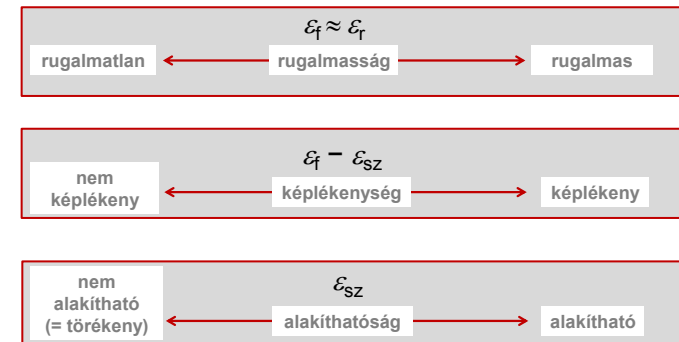 εf ≈ εr
rugalmatlan rugalmasság rugalmas
εf − εsz
nem
képlékeny képlékenység képlékeny
εsz
nem
alakítható
(= törékeny) alakíthatóság alakítható